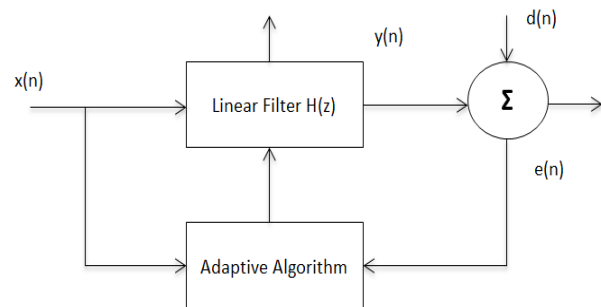 d(n)
y(n)
x(n)
Linear Filter H(z)
Σ
e(n)
Adaptive Algorithm